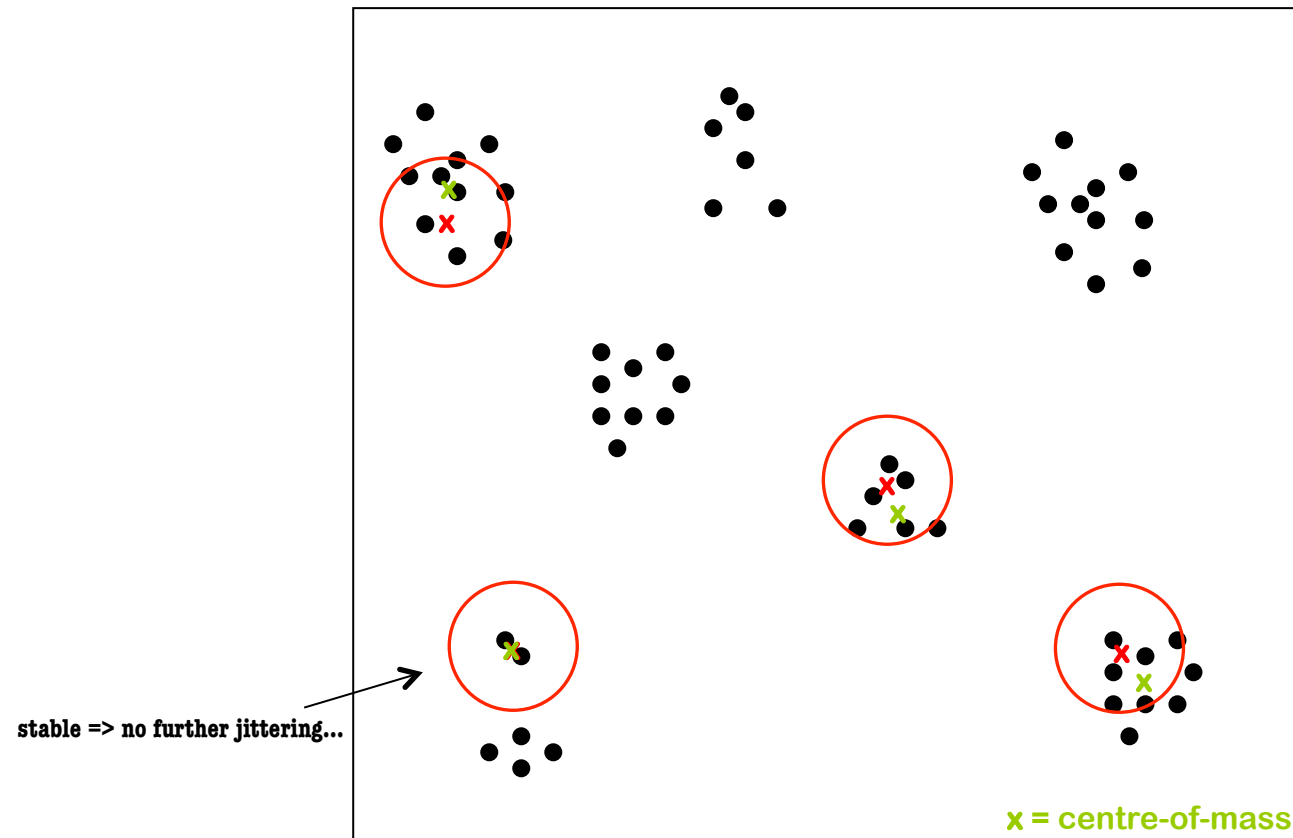 stable => no further jittering...
x = centre-of-mass